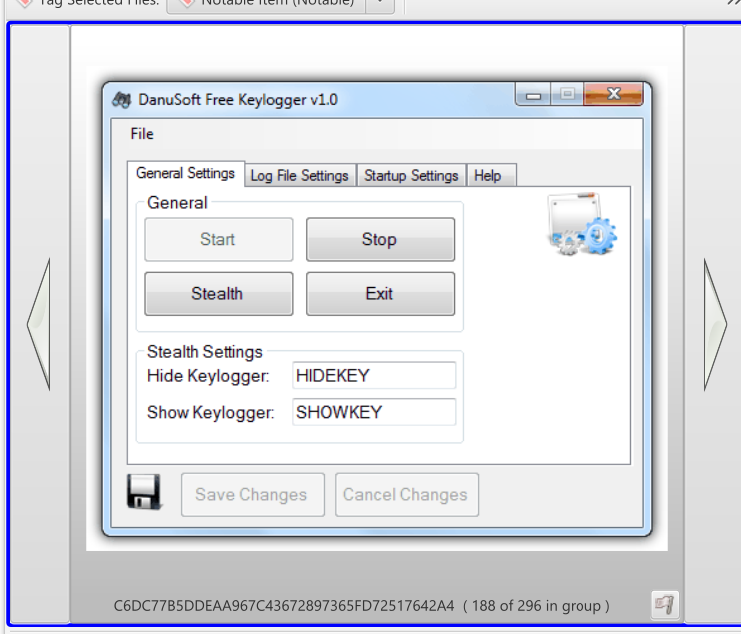 Tag Selected Files: Notable Item (Notable)
DanuSoft Free Keylogger v1.0
File
General Settings Log File Settings Startup Settings Help
General
Start Stop
Stealth Exit
Stealth Settings
Hide Keylogger: HIDEKEY
Show Keylogger: SHOWKEY
Save Changes Cancel Changes
C6DC77B5DDEAA967C43672897365FD72517642A4 ( 188 of 296 in group )